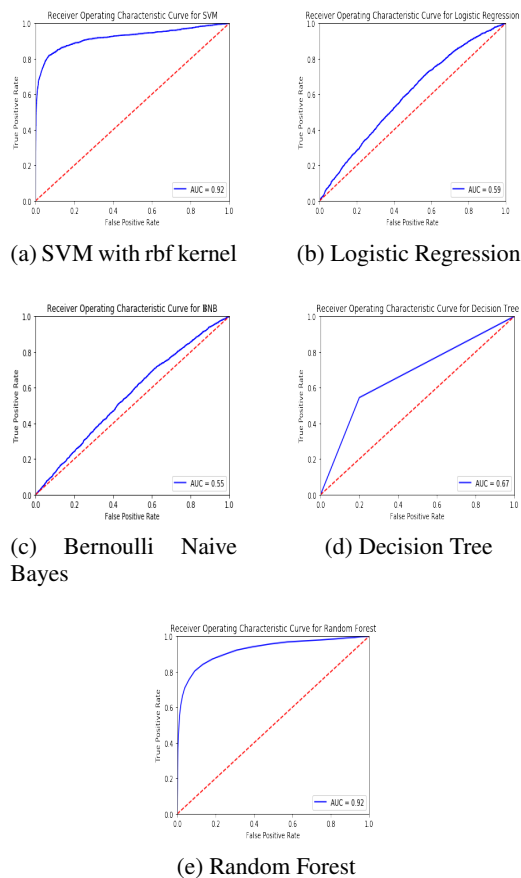 Receiver Operating Characteristic Curve for SVM
1.0
0.8
0.6
0.4
0.2
0.0
True Positive Rate
AUC = 0.92
0.0 0.2 0.4 0.6 0.8 1.0
False Positive Rate
(a) SVM with rbf kernel
Receiver Operating Characteristic Curve for Logistic Regression
1.0
0.8
0.6
0.4
0.2
0.0
True Positive Rate
AUC = 0.59
0.0 0.2 0.4 0.6 0.8 1.0
False Positive Rate
(b) Logistic Regression
Receiver Operating Characteristic Curve for BNB
1.0
0.8
0.6
0.4
0.2
0.0
True Positive Rate
AUC = 0.55
0.0 0.2 0.4 0.6 0.8 1.0
False Positive Rate
(c) Bernoulli Naive
Bayes
Receiver Operating Characteristic Curve for Decision Tree
1.0
0.8
0.6
0.4
0.2
0.0
True Positive Rate
AUC = 0.67
0.0 0.2 0.4 0.6 0.8 1.0
False Positive Rate
(d) Decision Tree
Receiver Operating Characteristic Curve for Random Forest
1.0
0.8
0.6
0.4
0.2
0.0
True Positive Rate
AUC = 0.92
0.0 0.2 0.4 0.6 0.8 1.0
False Positive Rate
(e) Random Forest